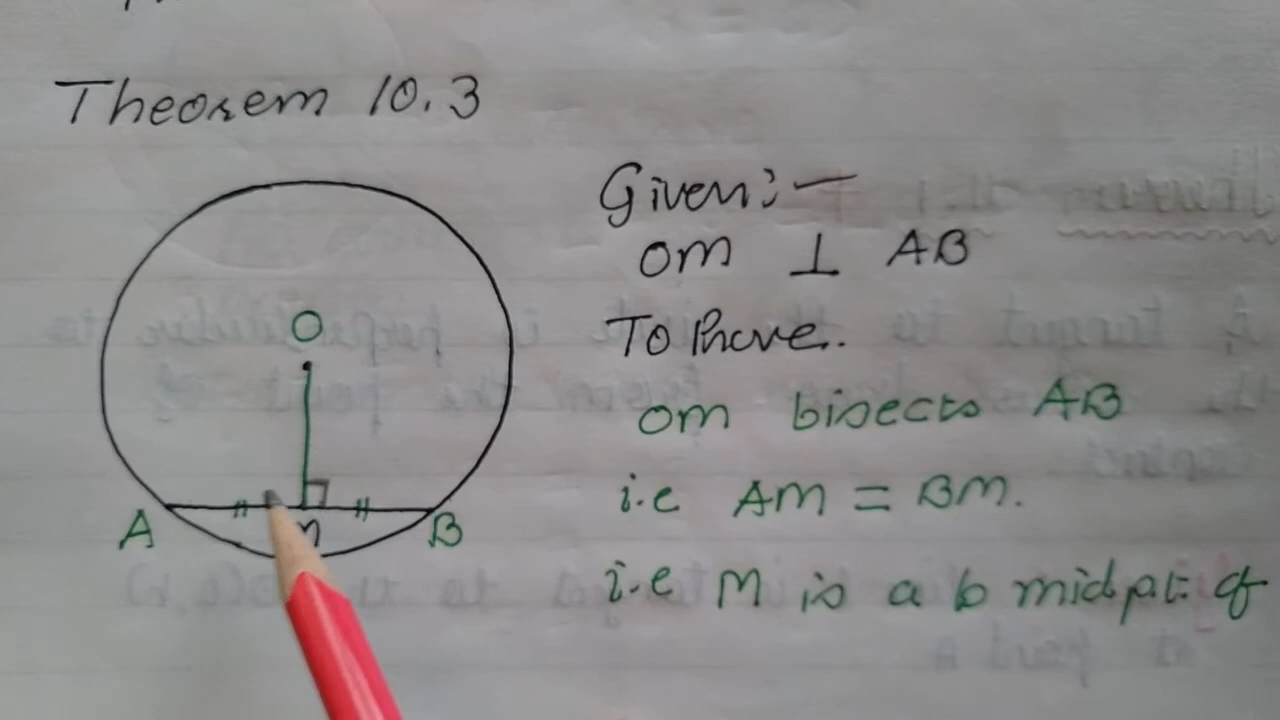 Theorem 10.3
Given:-
om ⊥ AB
To Prove.
om bisects AB
i.e AM = BM.
i.e M is a b midpt. of
O
A
B